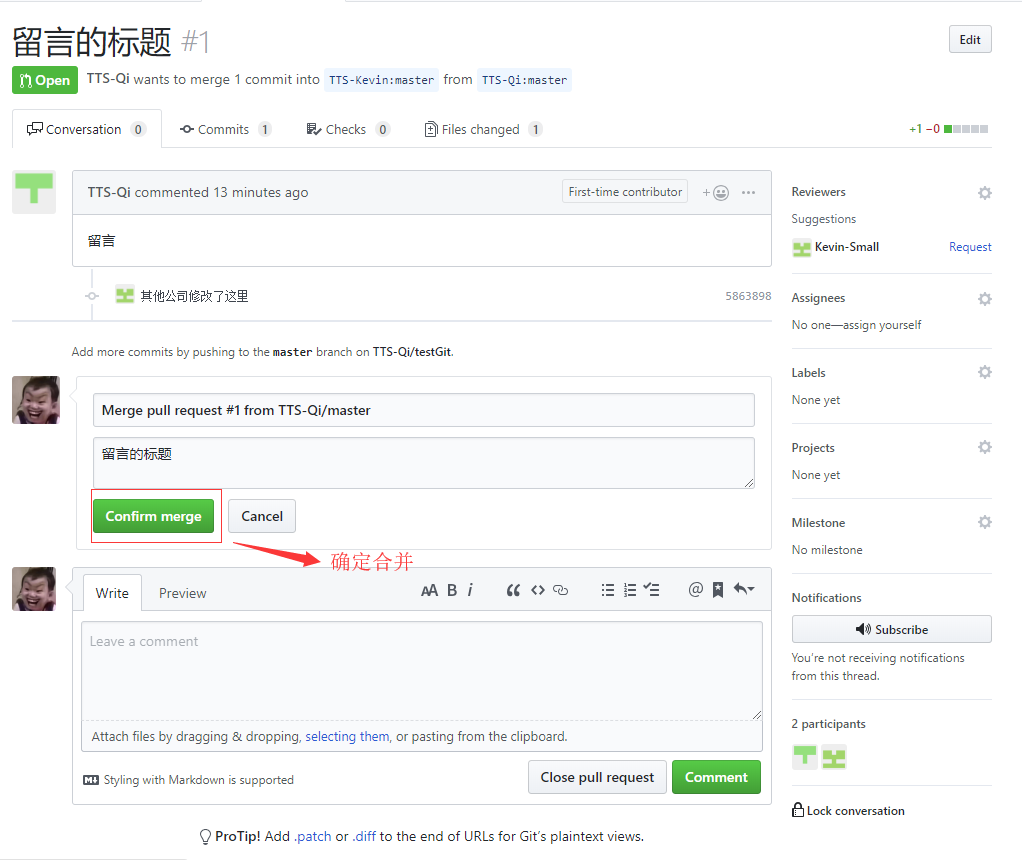 留言的标题 #1
Edit
Open TTS-Qi wants to merge 1 commit into TTS-Kevin:master from TTS-Qi:master
Conversation 0 Commits 1 Checks 0 Files changed 1 +1 −0
TTS-Qi commented 13 minutes ago First-time contributor
留言
其他公司修改了这里 5863898
Add more commits by pushing to the master branch on TTS-Qi/testGit.
Merge pull request #1 from TTS-Qi/master
留言的标题
Confirm merge Cancel
确定合并
Write Preview AA B i
Leave a comment
Attach files by dragging & dropping, selecting them, or pasting from the clipboard.
Styling with Markdown is supported
Close pull request Comment
ProTip! Add .patch or .diff to the end of URLs for Git’s plaintext views.
Reviewers
Suggestions
Kevin-Small Request
Assignees
No one—assign yourself
Labels
None yet
Projects
None yet
Milestone
No milestone
Notifications
Subscribe
You’re not receiving notifications
from this thread.
2 participants
Lock conversation